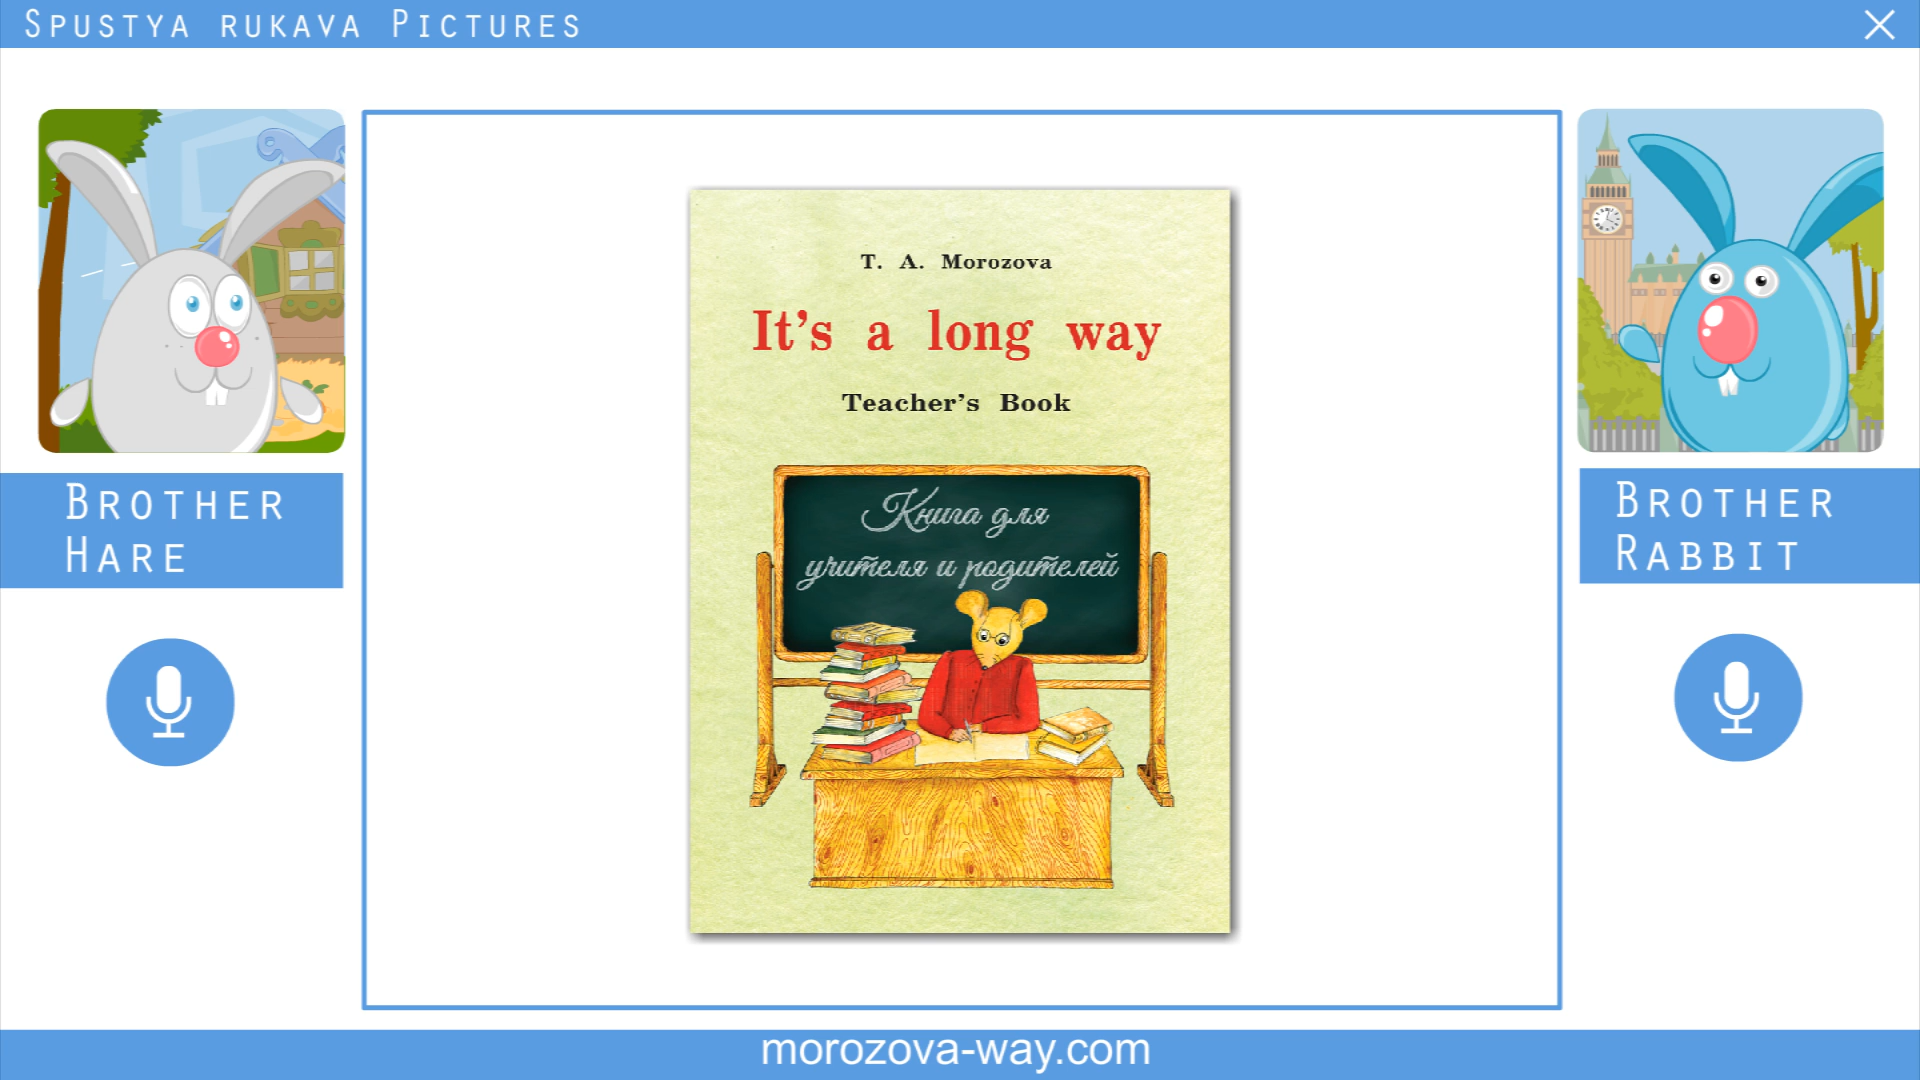 Spustya rukava Pictures
Brother
Hare
T. A. Morozova
It's a long way
Teacher's Book
Книга для
учителя и родителей
Brother
Rabbit
morozova-way.com